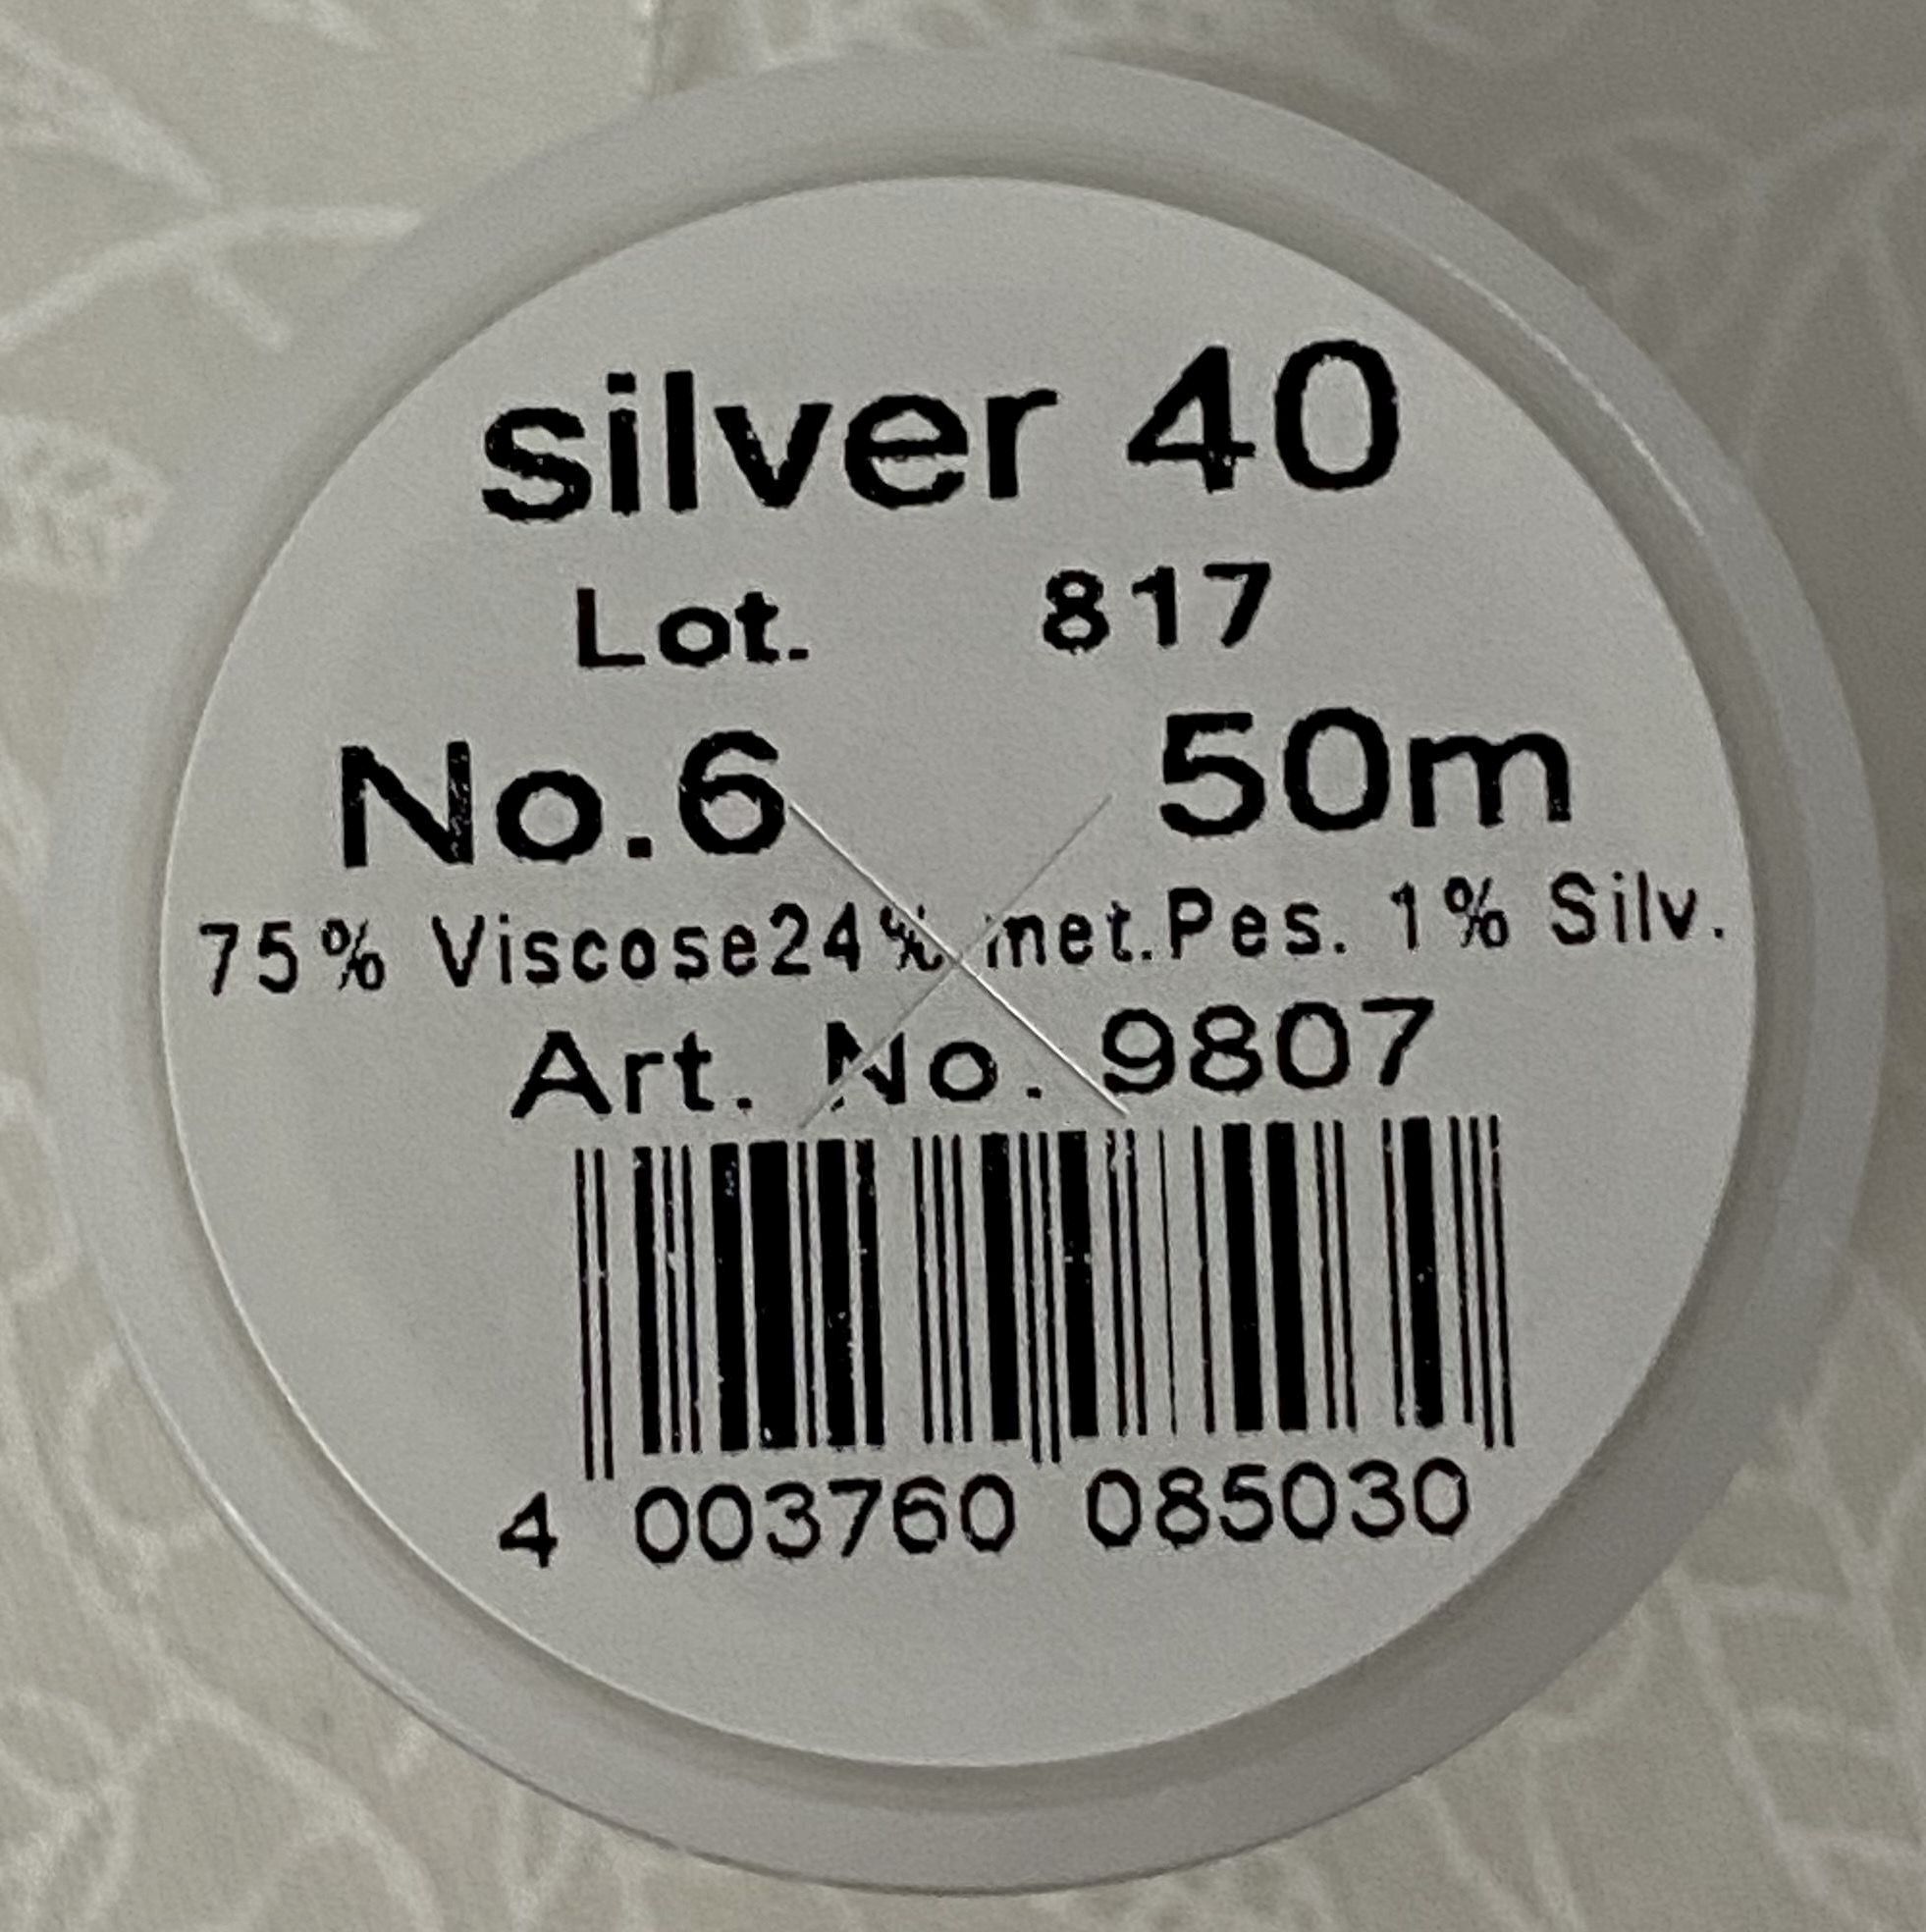 silver 40
Lot. 817
No.6 50m
75% Viscose24% met.Pes. 1% Silv.
Art. No. 9807
4 003760 085030